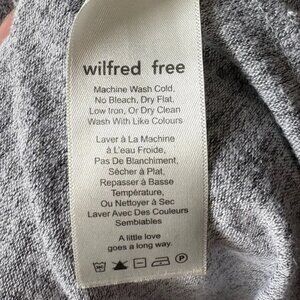 wilfred free
Machine Wash Cold,
No Bleach, Dry Flat,
Low Iron, Or Dry Clean
Wash With Like Colours
Laver à La Machine
à L'eau Froide,
Pas De Blanchiment,
Sécher à Plat,
Repasser à Basse
Température,
Ou Nettoyer à Sec
Laver Avec Des Couleurs
Semblables
A little love
goes a long way.